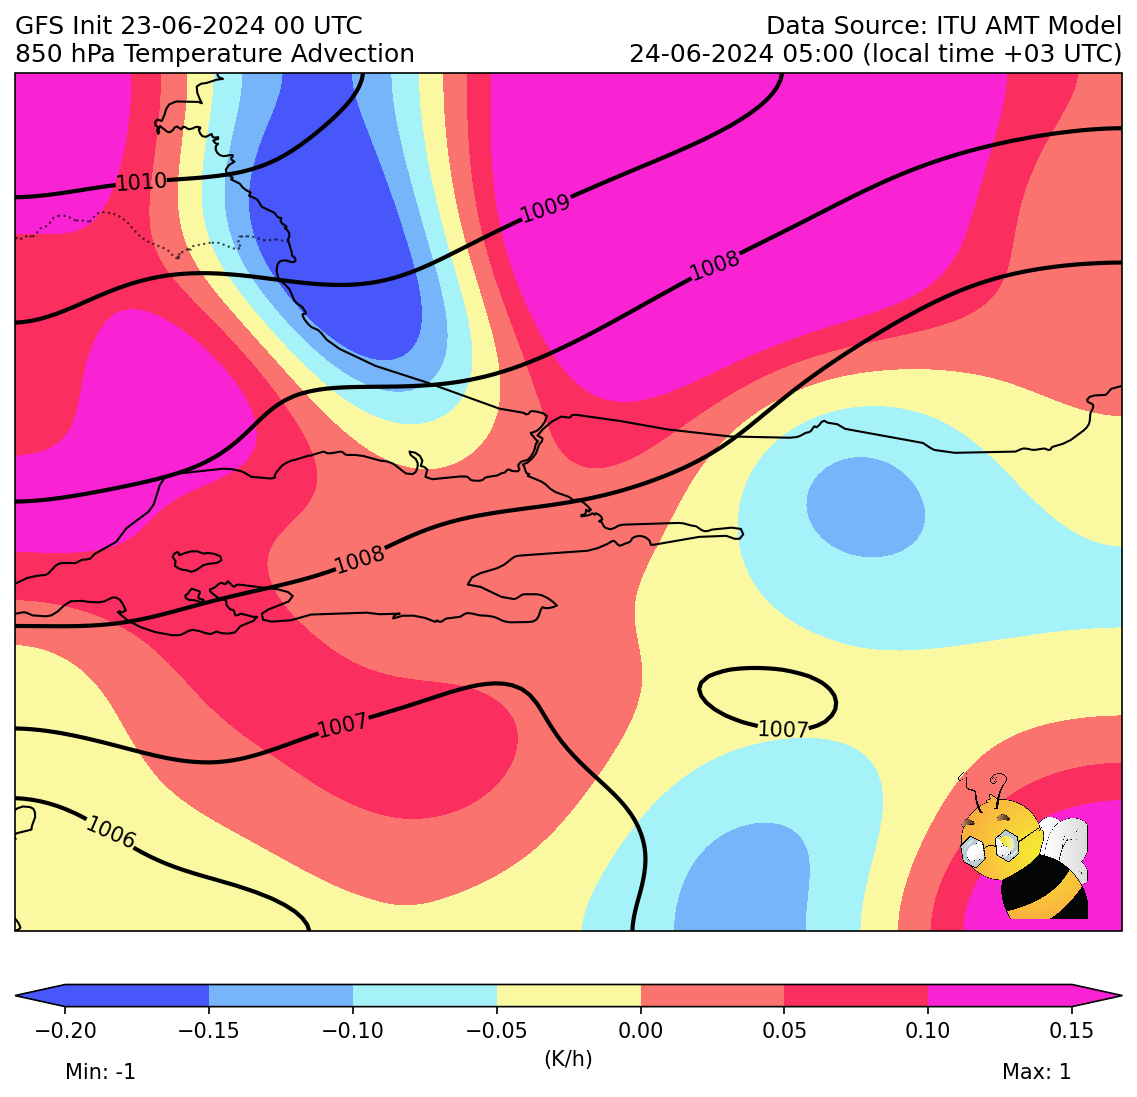 GFS Init 23-06-2024 00 UTC
Data Source: ITU AMT Model
850 hPa Temperature Advection
24-06-2024 05:00 (local time +03 UTC)
1010
1009
1008
1008
1007
1007
1006
−0.20 −0.15 −0.10 −0.05 0.00 0.05 0.10 0.15
(K/h)
Min: -1
Max: 1